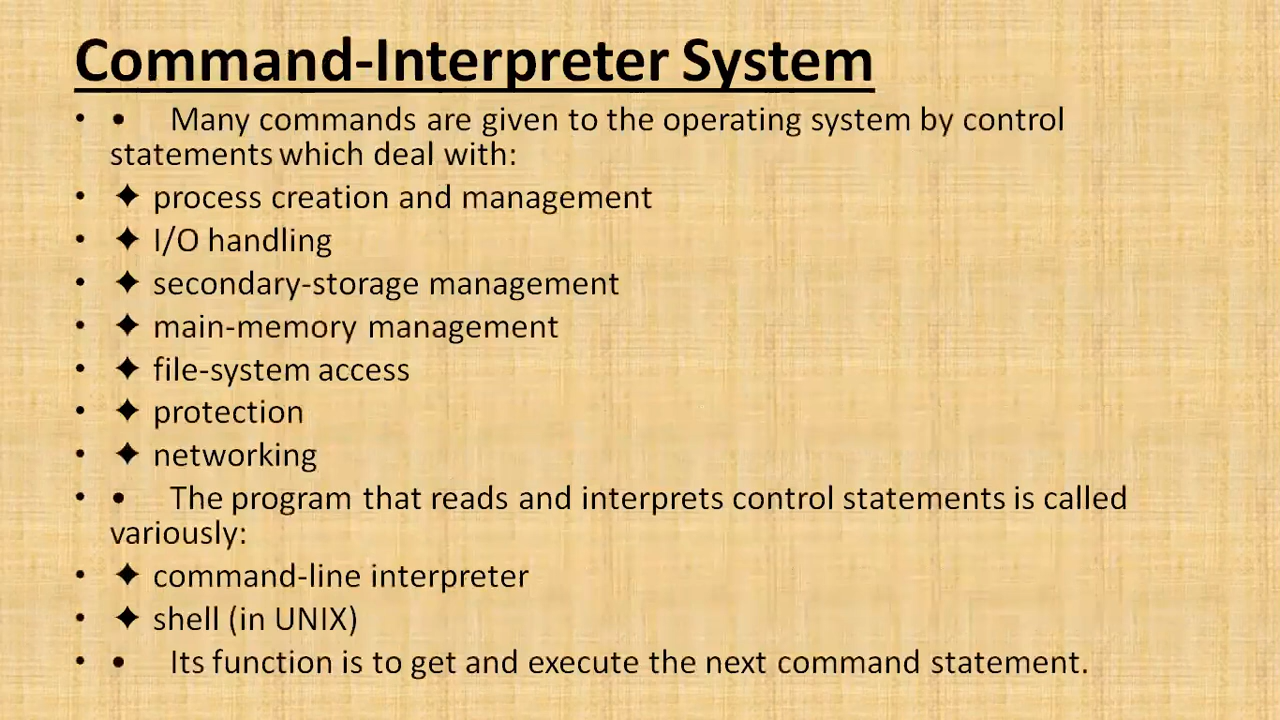 Command-Interpreter System
• • Many commands are given to the operating system by control
statements which deal with:
• ✦ process creation and management
• ✦ I/O handling
• ✦ secondary-storage management
• ✦ main-memory management
• ✦ file-system access
• ✦ protection
• ✦ networking
• • The program that reads and interprets control statements is called
variously:
• ✦ command-line interpreter
• ✦ shell (in UNIX)
• • Its function is to get and execute the next command statement.